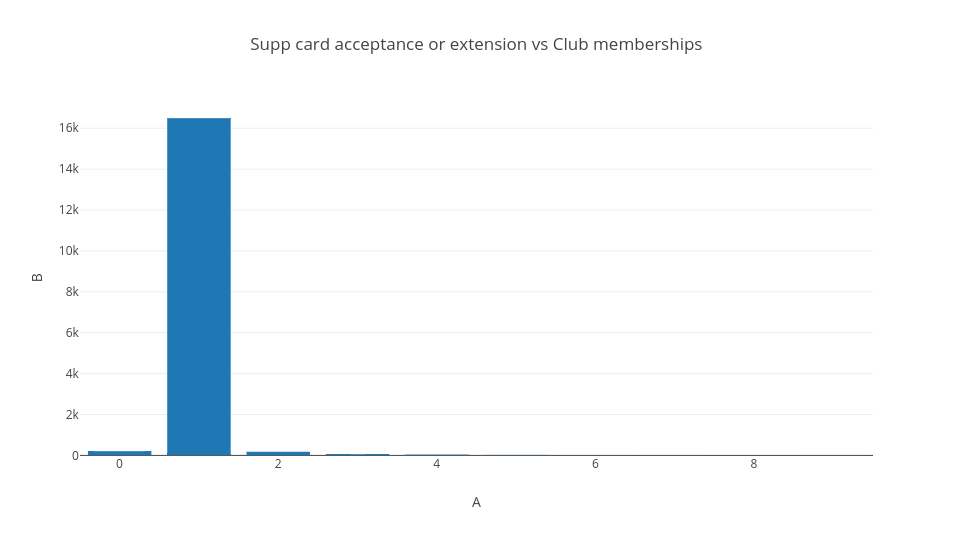 Supp card acceptance or extension vs Club memberships
16k
14k
12k
10k
8k
6k
4k
2k
0
B
0 2 4 6 8
A